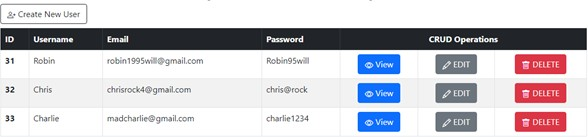 Create New User
ID Username Email Password CRUD Operations
31 Robin robin1995will@gmail.com Robin95will View EDIT DELETE
32 Chris chrisrock4@gmail.com chris@rock View EDIT DELETE
33 Charlie madcharlie@gmail.com charlie1234 View EDIT DELETE